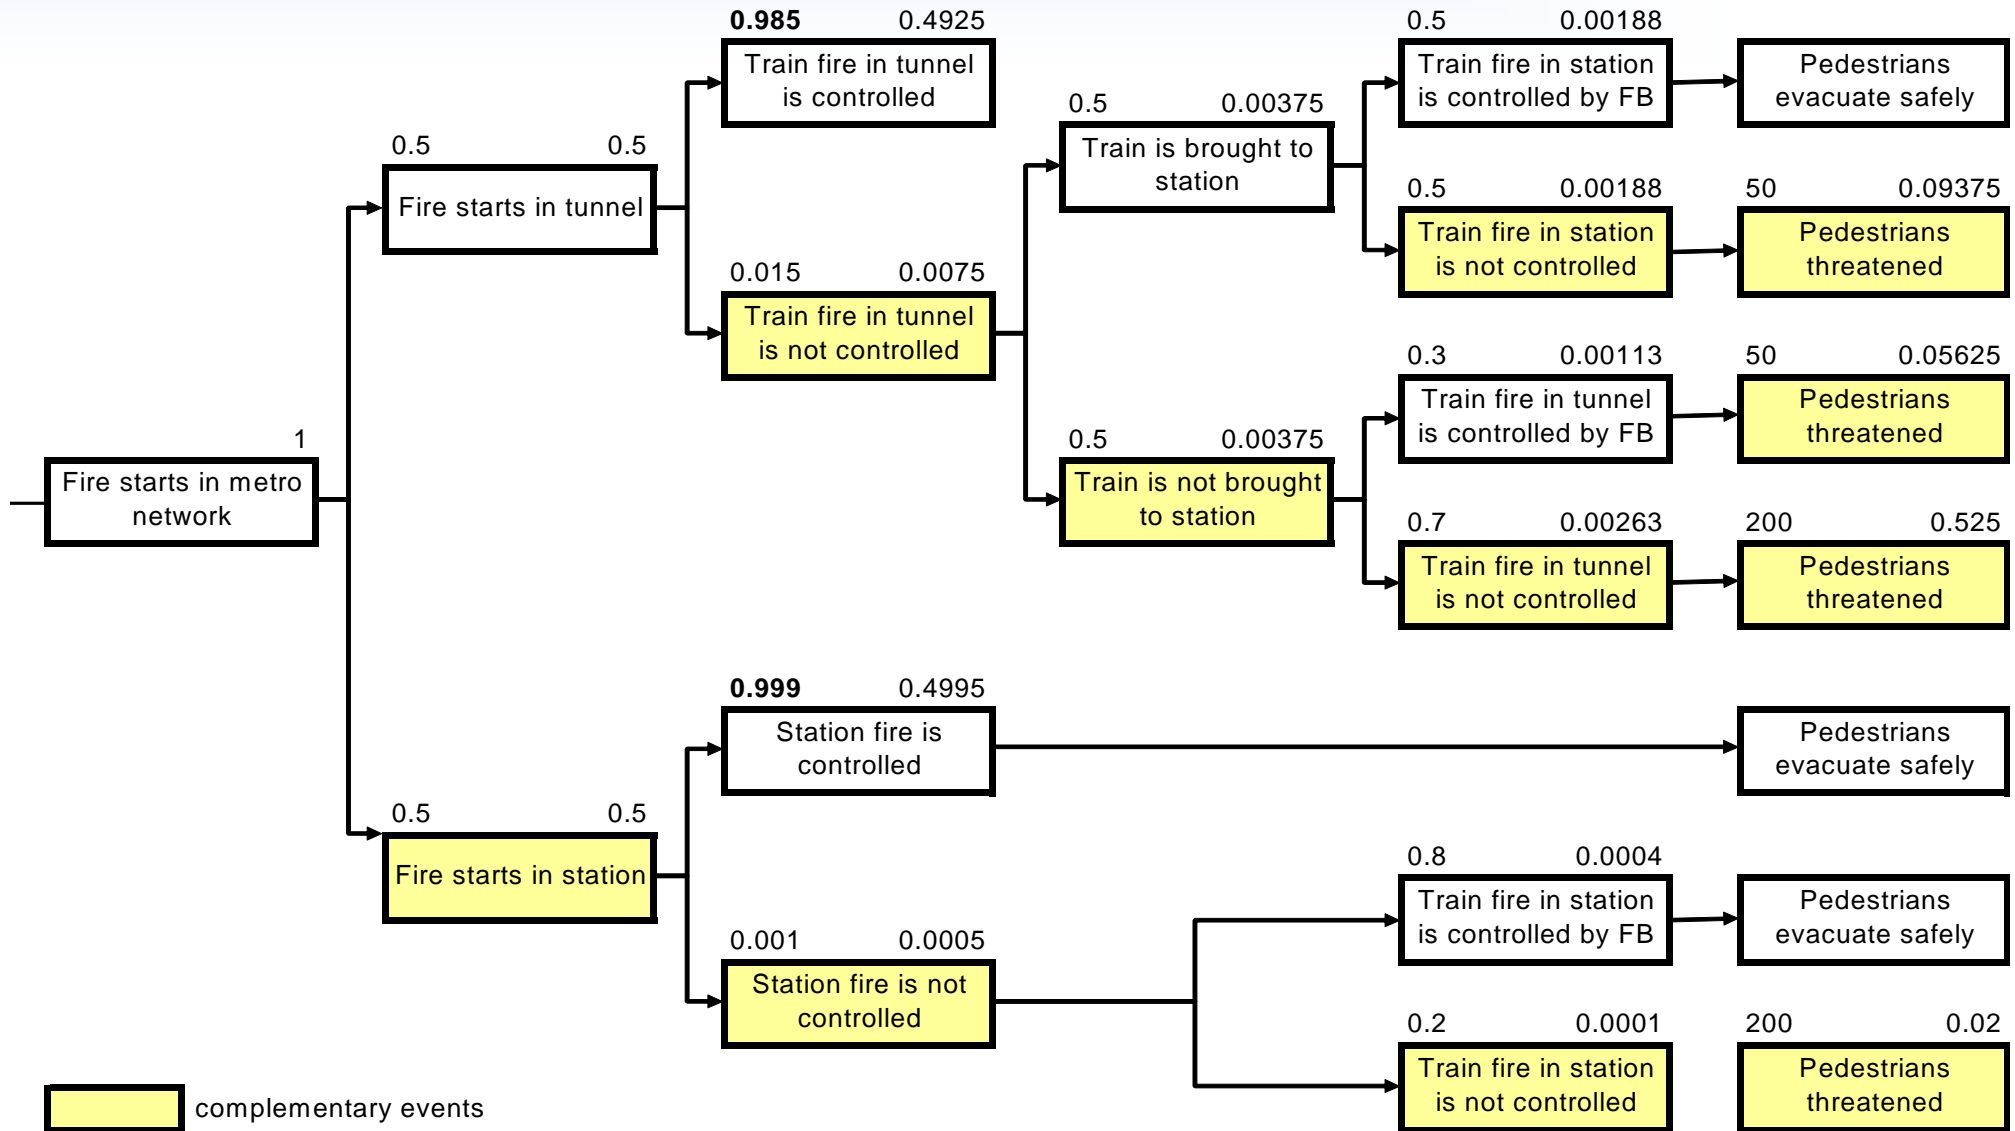 0.985 0.4925
Train fire in tunnel
is controlled
0.5 0.00188
Train fire in station
is controlled by FB
Pedestrians
evacuate safely
0.5 0.00375
Train is brought to
station
0.5 0.5
Fire starts in tunnel
0.5 0.00188
Train fire in station
is not controlled
50 0.09375
Pedestrians
threatened
0.015 0.0075
Train fire in tunnel
is not controlled
0.3 0.00113
Train fire in tunnel
is controlled by FB
50 0.05625
Pedestrians
threatened
1
Fire starts in metro
network
0.5 0.00375
Train is not brought
to station
0.7 0.00263
Train fire in tunnel
is not controlled
200 0.525
Pedestrians
threatened
0.999 0.4995
Station fire is
controlled
Pedestrians
evacuate safely
0.5 0.5
Fire starts in station
0.8 0.0004
Train fire in station
is controlled by FB
Pedestrians
evacuate safely
0.001 0.0005
Station fire is not
controlled
0.2 0.0001
Train fire in station
is not controlled
200 0.02
Pedestrians
threatened
complementary events